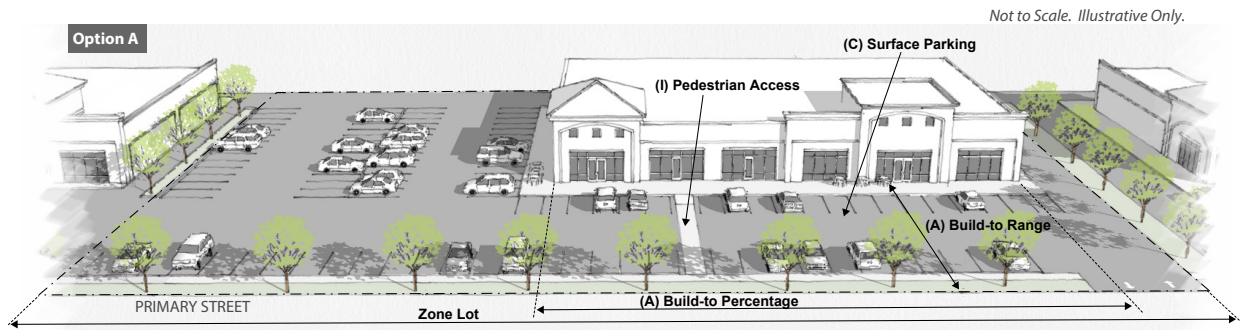 Not to Scale. Illustrative Only.
Option A
(C) Surface Parking
(I) Pedestrian Access
(A) Build-to Range
(A) Build-to Percentage
PRIMARY STREET
Zone Lot